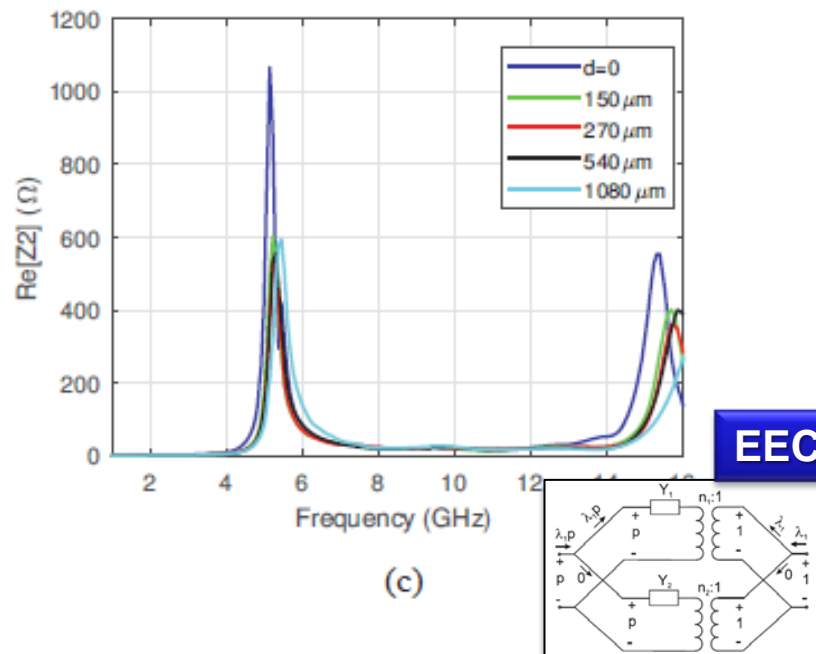 1200
1000
800
600
400
200
0
Re[Z2] (Ω)
d=0
150 μm
270 μm
540 μm
1080 μm
2 4 6 8 10 12 14 16
Frequency (GHz)
(c)
EEC
Y₁ n₁:1
λ₁p λ₁p + p - + 1 - λ₁ λ₁
+ p - 0 0 + 1 -
Y₂ n₂:1
+ p - + 1 -